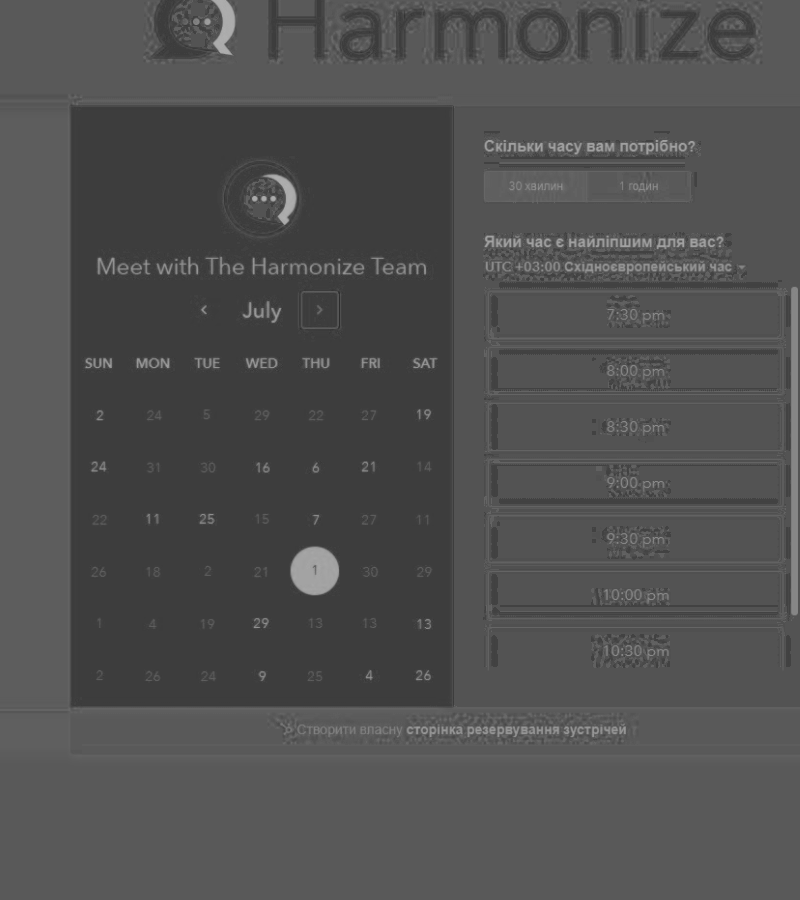 Harmonize
Meet with The Harmonize Team
July
SUN MON TUE WED THU FRI SAT
2 24 5 29 22 27 19
24 31 30 16 6 21 14
22 11 25 15 7 27 11
26 18 2 21 1 30 29
1 4 19 29 13 13 13
2 26 24 9 25 4 26
Скільки часу вам потрібно?
30 хвилин 1 годин
Який час є найліпшим для вас?
UTC +03:00 Східноєвропейський час
7:30 pm
8:00 pm
8:30 pm
9:00 pm
9:30 pm
10:00 pm
10:30 pm
Створити власну сторінка резервування зустрічей